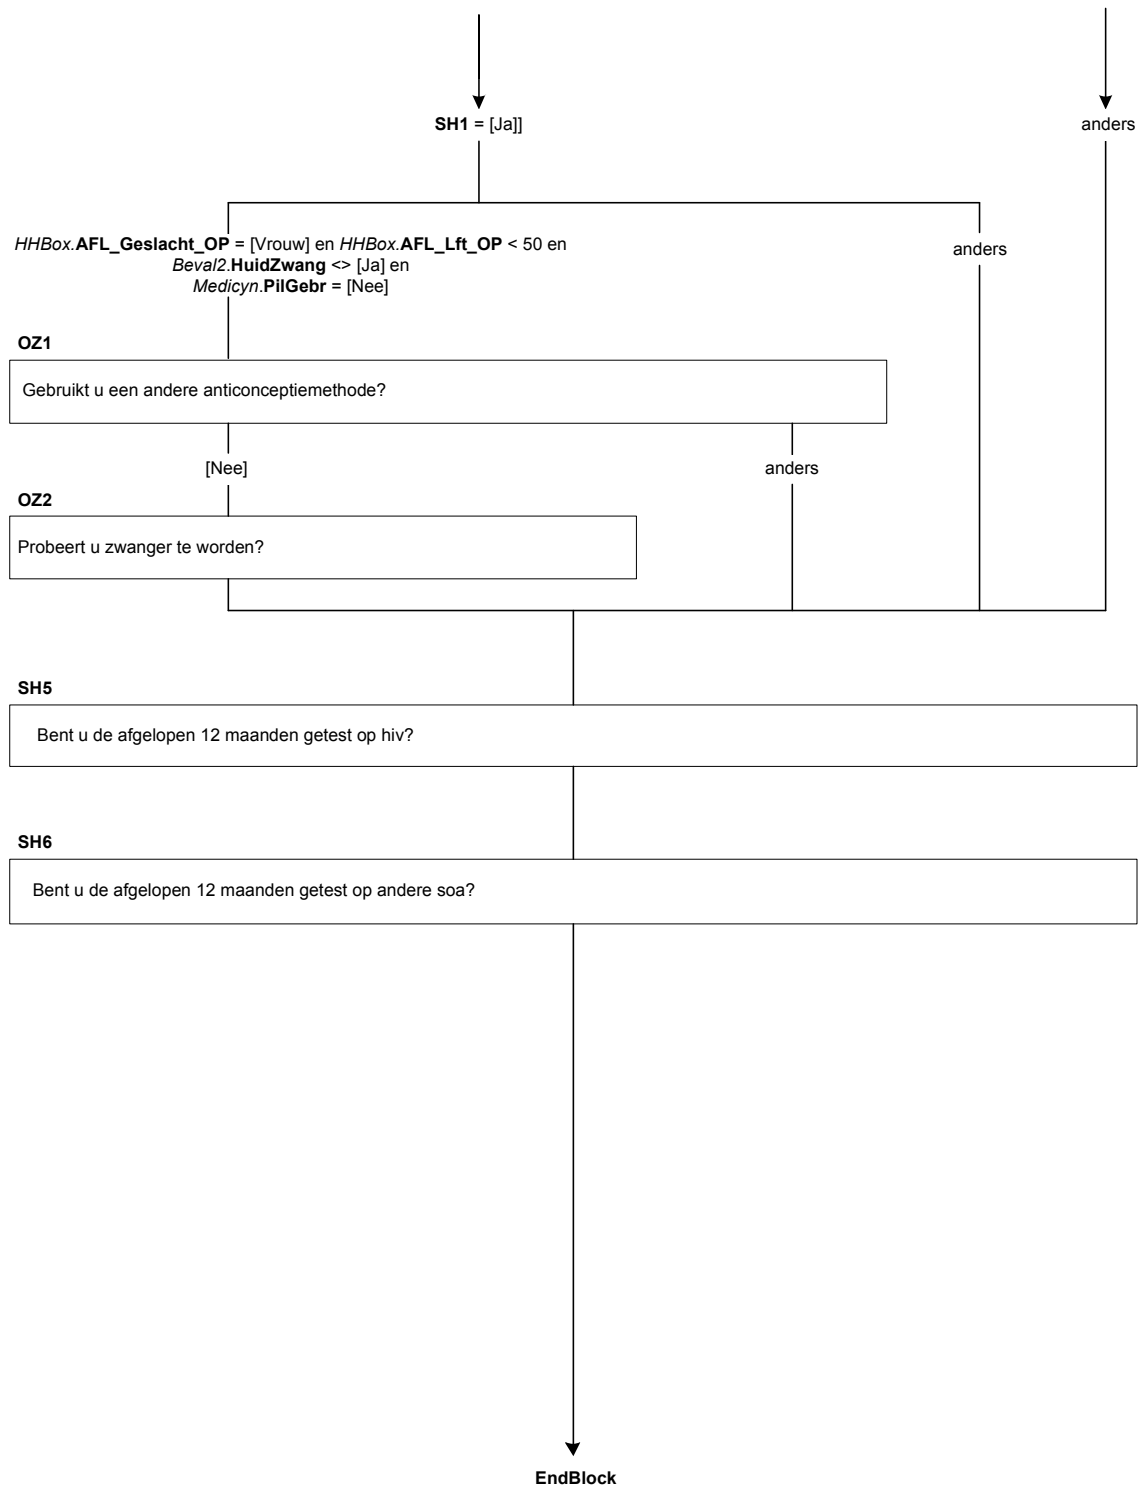 SH1 = [Ja]]
anders
HHBox.AFL_Geslacht_OP = [Vrouw] en HHBox.AFL_Lft_OP < 50 en
Beval2.HuidZwang <> [Ja] en
Medicyn.PilGebr = [Nee]
anders
OZ1
Gebruikt u een andere anticonceptiemethode?
[Nee]
anders
OZ2
Probeert u zwanger te worden?
SH5
Bent u de afgelopen 12 maanden getest op hiv?
SH6
Bent u de afgelopen 12 maanden getest op andere soa?
EndBlock